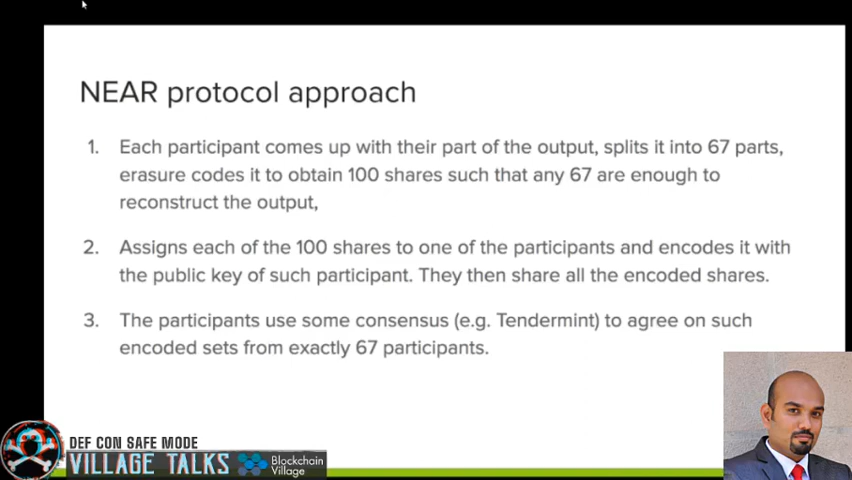 NEAR protocol approach
1. Each participant comes up with their part of the output, splits it into 67 parts,
erasure codes it to obtain 100 shares such that any 67 are enough to
reconstruct the output,
2. Assigns each of the 100 shares to one of the participants and encodes it with
the public key of such participant. They then share all the encoded shares.
3. The participants use some consensus (e.g. Tendermint) to agree on such
encoded sets from exactly 67 participants.
DEF CON SAFE MODE
VILLAGE TALKS
Blockchain
Village